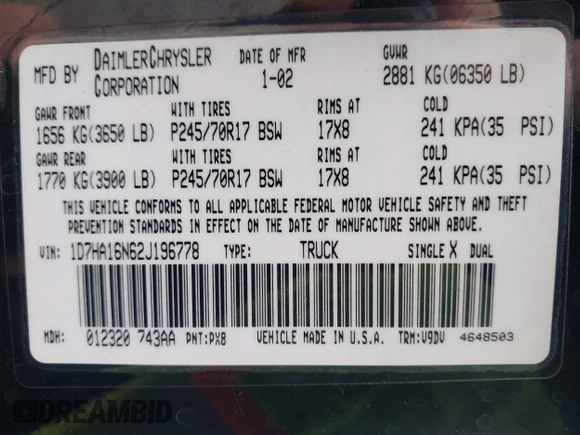 MFD BY DAIMLERCHRYSLER CORPORATION
DATE OF MFR 1-02
GVWR 2881 KG(06350 LB)
GAWR FRONT WITH TIRES RIMS AT COLD
1656 KG(3650 LB) P245/70R17 BSW 17X8 241 KPA(35 PSI)
GAWR REAR WITH TIRES RIMS AT COLD
1770 KG(3900 LB) P245/70R17 BSW 17X8 241 KPA(35 PSI)
THIS VEHICLE CONFORMS TO ALL APPLICABLE FEDERAL MOTOR VEHICLE SAFETY AND THEFT
PREVENTION STANDARDS IN EFFECT ON THE DATE OF MANUFACTURE SHOWN ABOVE.
VIN: 1D7HA16N62J196778 TYPE: TRUCK SINGLE X DUAL
MDH: 012320 743AA PNT:PX8 VEHICLE MADE IN U.S.A. TRM:V9DV 4648503
DREAMBID